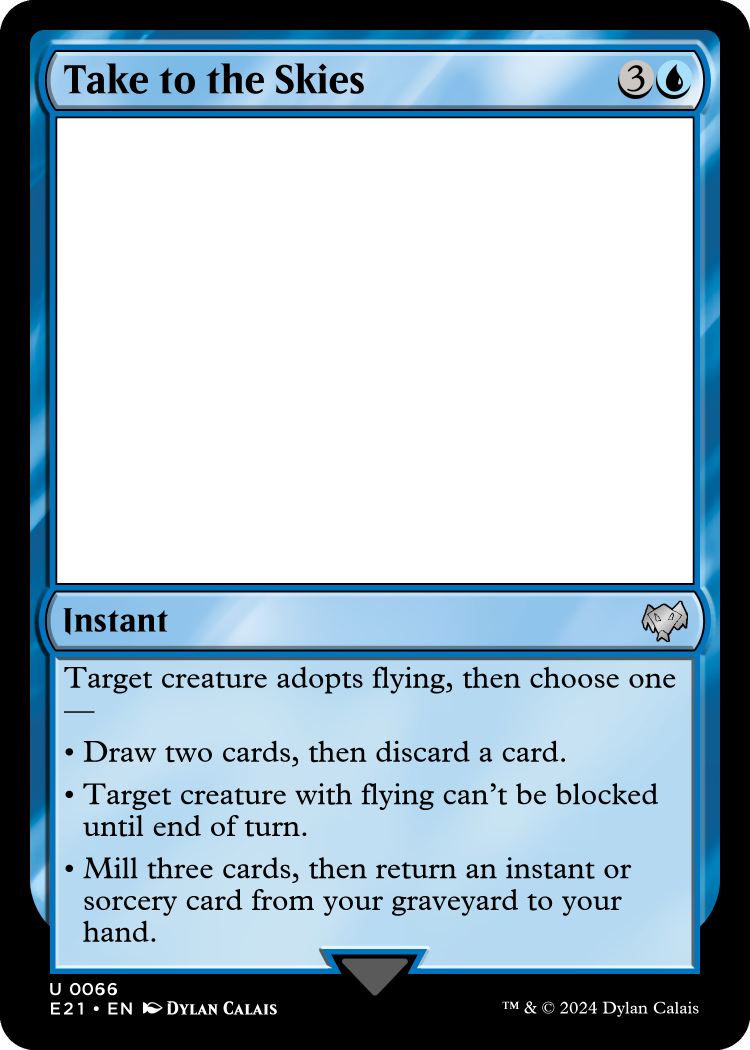 Take to the Skies 3
Instant
Target creature adopts flying, then choose one
—
• Draw two cards, then discard a card.
• Target creature with flying can't be blocked
until end of turn.
• Mill three cards, then return an instant or
sorcery card from your graveyard to your
hand.
U 0066
E21 • EN Dylan Calais
™ & © 2024 Dylan Calais